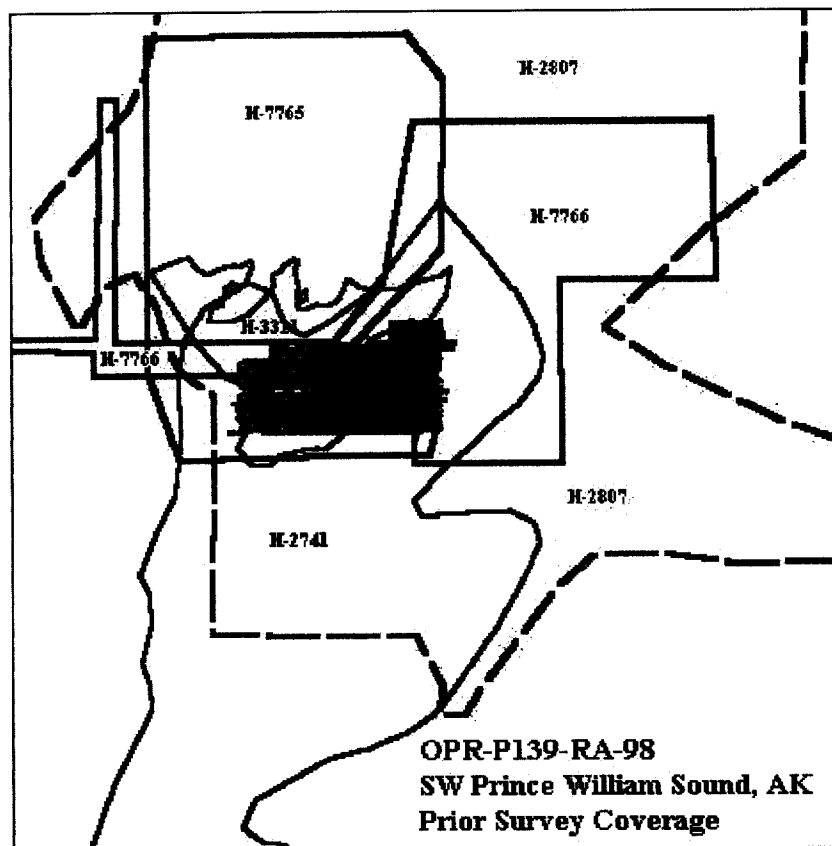 H-2807
H-7765
H-7766
H-7766
H-2807
H-2741
OPR-P139-RA-98
SW Prince William Sound, AK
Prior Survey Coverage